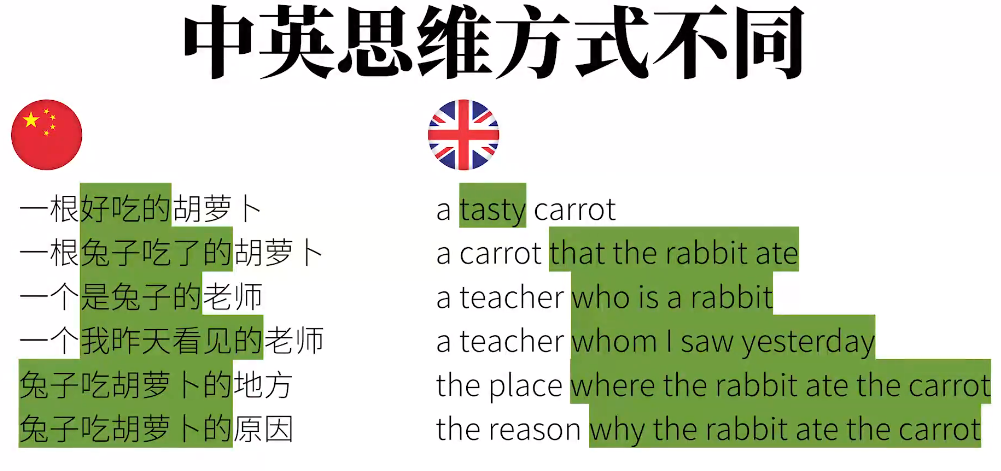 中英思维方式不同
一根好吃的胡萝卜
一根兔子吃了的胡萝卜
一个是兔子的老师
一个我昨天看见的老师
兔子吃胡萝卜的地方
兔子吃胡萝卜的原因
a tasty carrot
a carrot that the rabbit ate
a teacher who is a rabbit
a teacher whom I saw yesterday
the place where the rabbit ate the carrot
the reason why the rabbit ate the carrot